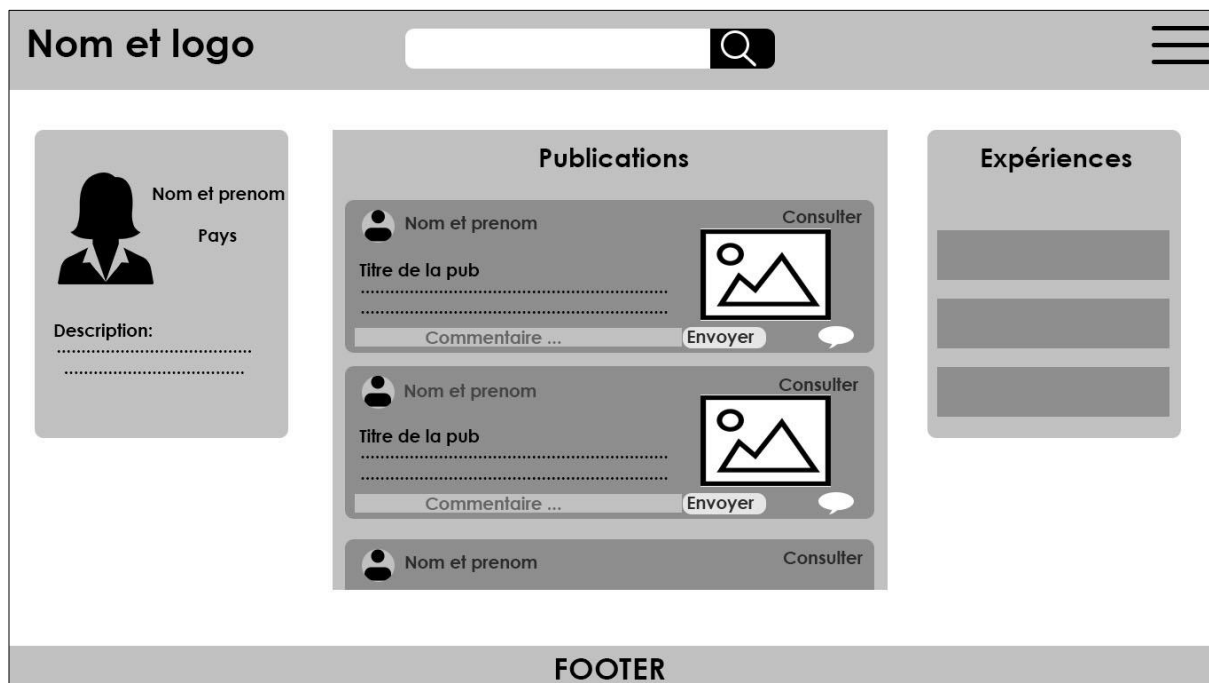 Nom et logo
Nom et prenom
Pays
Description:
Publications
Nom et prenom
Consulter
Titre de la pub
Commentaire ...
Envoyer
Nom et prenom
Consulter
Titre de la pub
Commentaire ...
Envoyer
Nom et prenom
Consulter
Expériences
FOOTER